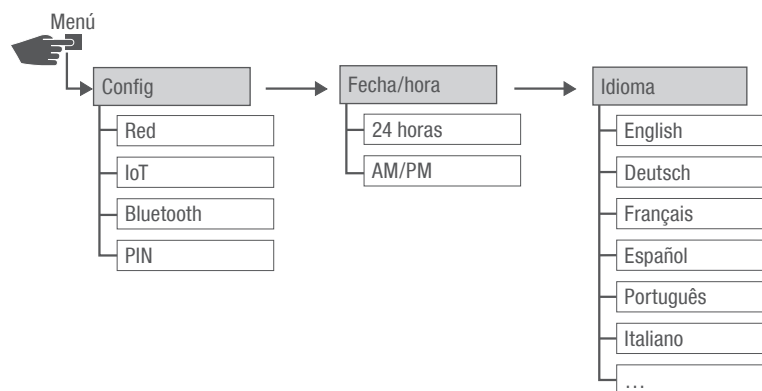 Menú
Config
Red
IoT
Bluetooth
PIN
Fecha/hora
24 horas
AM/PM
Idioma
English
Deutsch
Français
Español
Português
Italiano
…